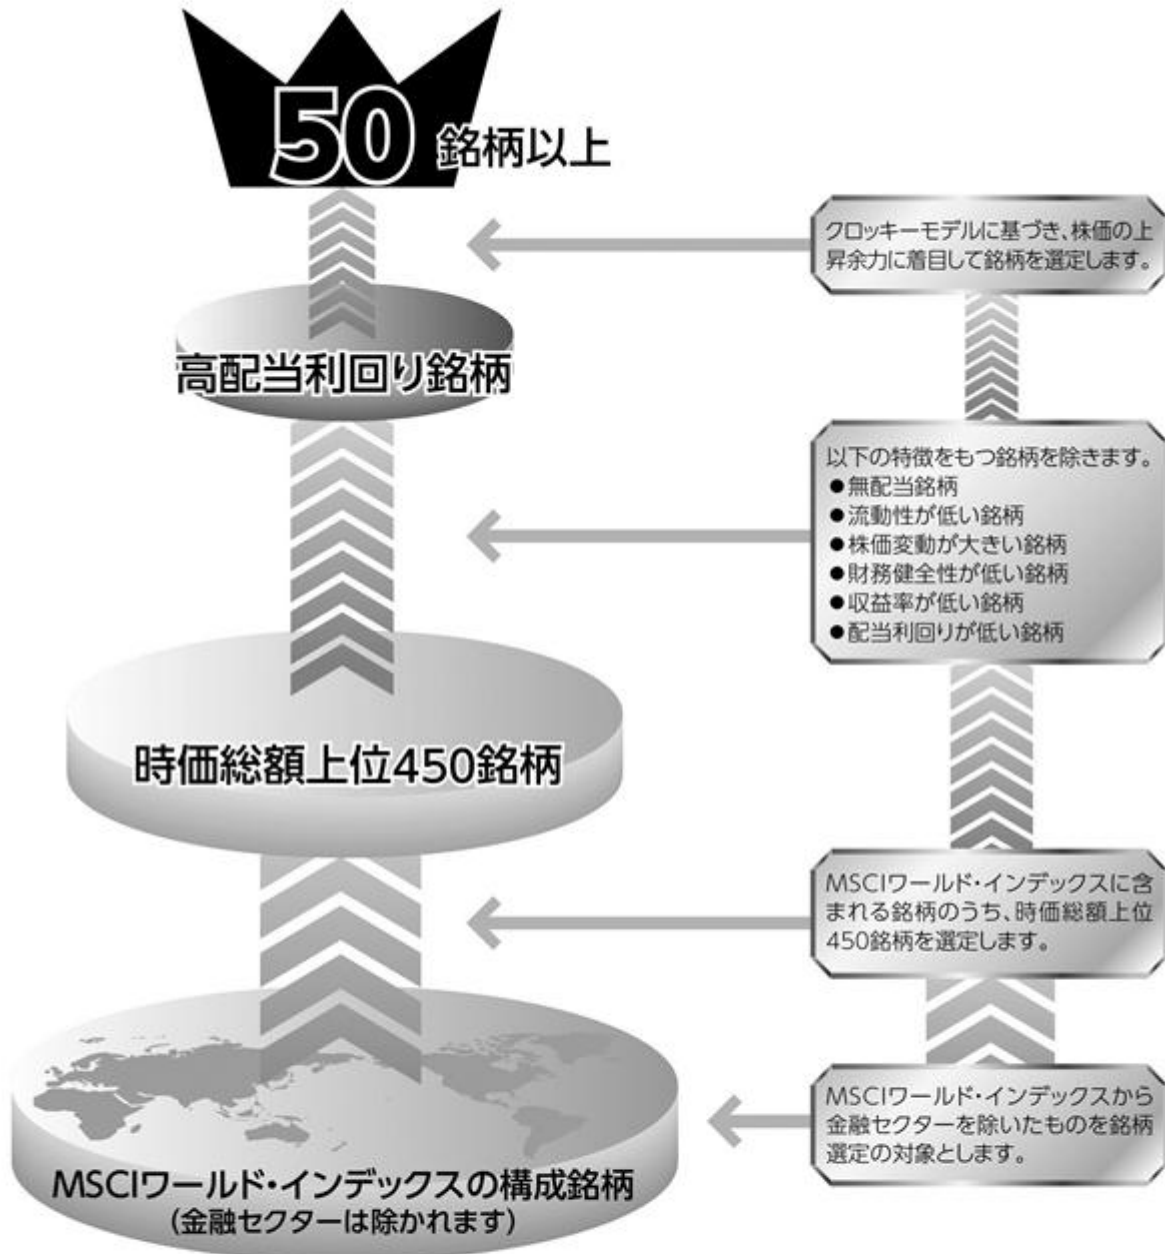 50 銘柄以上
クロッキーモデルに基づき、株価の上
昇余力に着目して銘柄を選定します。
高配当利回り銘柄
以下の特徴をもつ銘柄を除きます。
●無配当銘柄
●流動性が低い銘柄
●株価変動が大きい銘柄
●財務健全性が低い銘柄
●収益率が低い銘柄
●配当利回りが低い銘柄
時価総額上位450銘柄
MSCIワールド・インデックスに含
まれる銘柄のうち、時価総額上位
450銘柄を選定します。
MSCIワールド・インデックスから
金融セクターを除いたものを銘柄
選定の対象とします。
MSCIワールド・インデックスの構成銘柄
(金融セクターは除かれます)